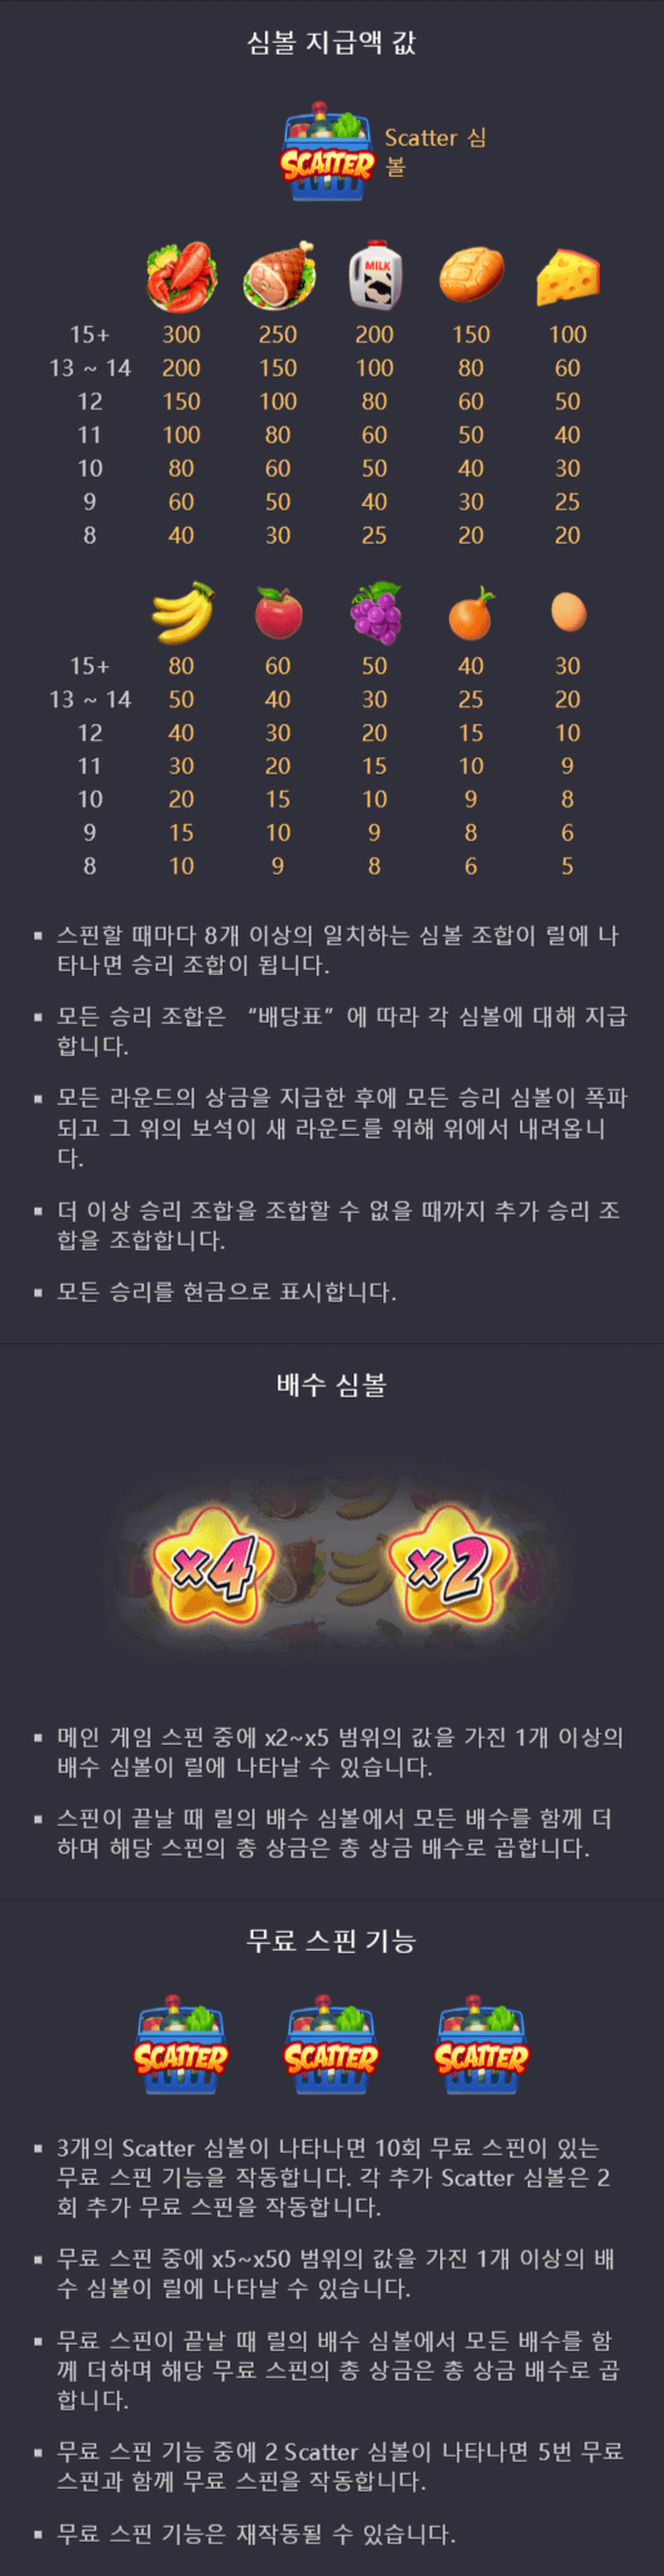 심볼 지급액 값
SCATTER
Scatter 심
볼
MILK
15+ 300 250 200 150 100
13 ~ 14 200 150 100 80 60
12 150 100 80 60 50
11 100 80 60 50 40
10 80 60 50 40 30
9 60 50 40 30 25
8 40 30 25 20 20
15+ 80 60 50 40 30
13 ~ 14 50 40 30 25 20
12 40 30 20 15 10
11 30 20 15 10 9
10 20 15 10 9 8
9 15 10 9 8 6
8 10 9 8 6 5
▪ 스핀할 때마다 8개 이상의 일치하는 심볼 조합이 릴에 나
타나면 승리 조합이 됩니다.
▪ 모든 승리 조합은 “배당표” 에 따라 각 심볼에 대해 지급
합니다.
▪ 모든 라운드의 상금을 지급한 후에 모든 승리 심볼이 폭파
되고 그 위의 보석이 새 라운드를 위해 위에서 내려옵니
다.
▪ 더 이상 승리 조합을 조합할 수 없을 때까지 추가 승리 조
합을 조합합니다.
▪ 모든 승리를 현금으로 표시합니다.
배수 심볼
x4 x2
▪ 메인 게임 스핀 중에 x2~x5 범위의 값을 가진 1개 이상의
배수 심볼이 릴에 나타날 수 있습니다.
▪ 스핀이 끝날 때 릴의 배수 심볼에서 모든 배수를 함께 더
하며 해당 스핀의 총 상금은 총 상금 배수로 곱합니다.
무료 스핀 기능
SCATTER SCATTER SCATTER
▪ 3개의 Scatter 심볼이 나타나면 10회 무료 스핀이 있는
무료 스핀 기능을 작동합니다. 각 추가 Scatter 심볼은 2
회 추가 무료 스핀을 작동합니다.
▪ 무료 스핀 중에 x5~x50 범위의 값을 가진 1개 이상의 배
수 심볼이 릴에 나타날 수 있습니다.
▪ 무료 스핀이 끝날 때 릴의 배수 심볼에서 모든 배수를 함
께 더하며 해당 무료 스핀의 총 상금은 총 상금 배수로 곱
합니다.
▪ 무료 스핀 기능 중에 2 Scatter 심볼이 나타나면 5번 무료
스핀과 함께 무료 스핀을 작동합니다.
▪ 무료 스핀 기능은 재작동될 수 있습니다.